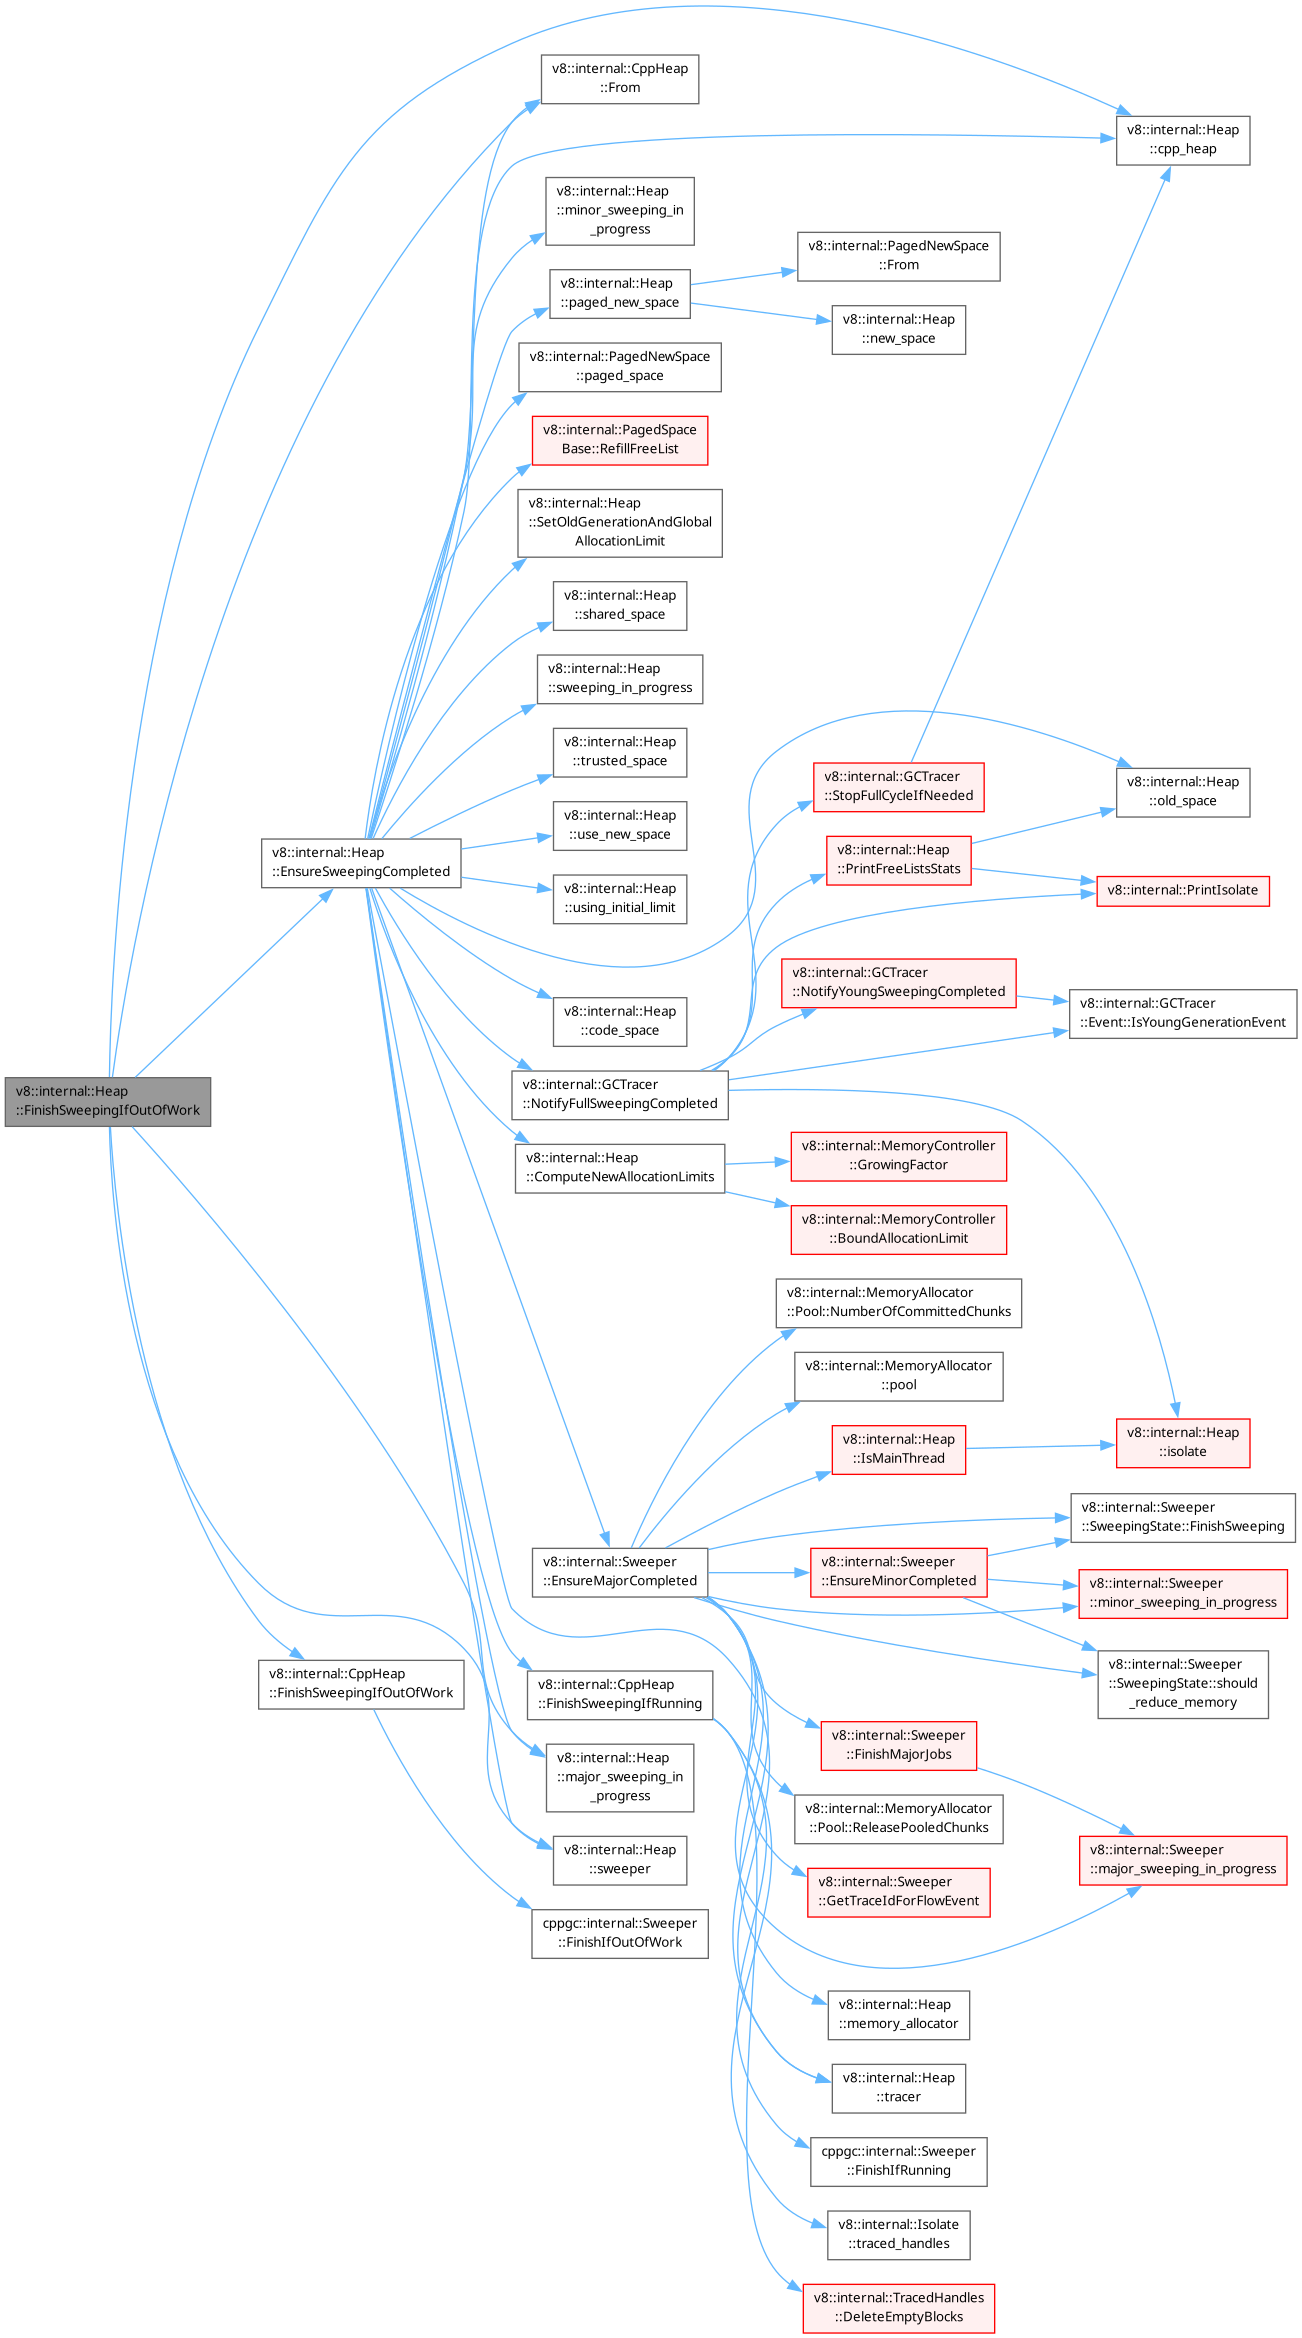 v8::internal::Heap
::FinishSweepingIfOutOfWork
v8::internal::Heap
::EnsureSweepingCompleted
v8::internal::CppHeap
::FinishSweepingIfOutOfWork
v8::internal::CppHeap
::From
v8::internal::Heap
::minor_sweeping_in
_progress
v8::internal::Heap
::paged_new_space
v8::internal::PagedNewSpace
::paged_space
v8::internal::PagedSpace
Base::RefillFreeList
v8::internal::Heap
::SetOldGenerationAndGlobal
AllocationLimit
v8::internal::Heap
::shared_space
v8::internal::Heap
::sweeping_in_progress
v8::internal::Heap
::trusted_space
v8::internal::Heap
::use_new_space
v8::internal::Heap
::using_initial_limit
v8::internal::Heap
::code_space
v8::internal::GCTracer
::NotifyFullSweepingCompleted
v8::internal::Heap
::ComputeNewAllocationLimits
v8::internal::Sweeper
::EnsureMajorCompleted
v8::internal::CppHeap
::FinishSweepingIfRunning
v8::internal::Heap
::major_sweeping_in
_progress
v8::internal::Heap
::sweeper
cppgc::internal::Sweeper
::FinishIfOutOfWork
v8::internal::PagedNewSpace
::From
v8::internal::Heap
::new_space
v8::internal::GCTracer
::StopFullCycleIfNeeded
v8::internal::Heap
::PrintFreeListsStats
v8::internal::GCTracer
::NotifyYoungSweepingCompleted
v8::internal::MemoryController
::GrowingFactor
v8::internal::MemoryController
::BoundAllocationLimit
v8::internal::MemoryAllocator
::Pool::NumberOfCommittedChunks
v8::internal::MemoryAllocator
::pool
v8::internal::Heap
::IsMainThread
v8::internal::Sweeper
::EnsureMinorCompleted
v8::internal::Sweeper
::FinishMajorJobs
v8::internal::MemoryAllocator
::Pool::ReleasePooledChunks
v8::internal::Sweeper
::GetTraceIdForFlowEvent
v8::internal::Heap
::memory_allocator
v8::internal::Heap
::tracer
cppgc::internal::Sweeper
::FinishIfRunning
v8::internal::Isolate
::traced_handles
v8::internal::TracedHandles
::DeleteEmptyBlocks
v8::internal::Heap
::cpp_heap
v8::internal::Heap
::old_space
v8::internal::PrintIsolate
v8::internal::GCTracer
::Event::IsYoungGenerationEvent
v8::internal::Heap
::isolate
v8::internal::Sweeper
::SweepingState::FinishSweeping
v8::internal::Sweeper
::minor_sweeping_in_progress
v8::internal::Sweeper
::SweepingState::should
_reduce_memory
v8::internal::Sweeper
::major_sweeping_in_progress